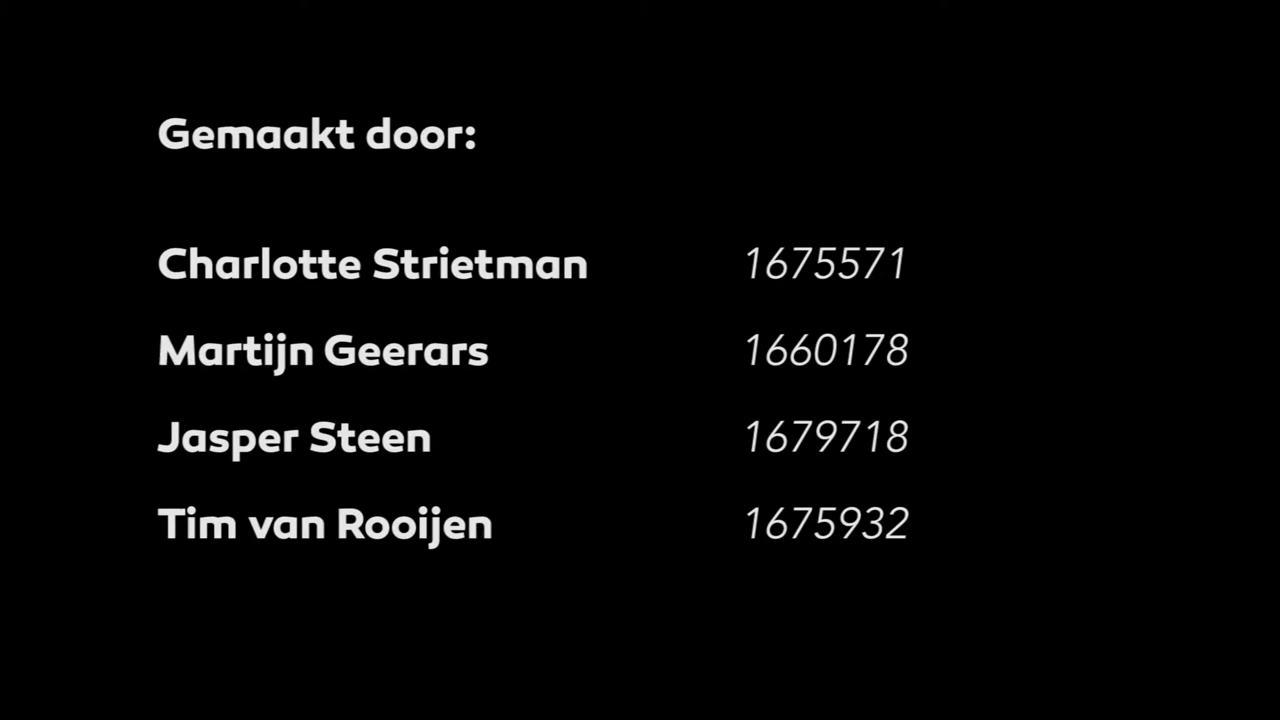 Gemaakt door:
Charlotte Strietman 1675571
Martijn Geerars 1660178
Jasper Steen 1679718
Tim van Rooijen 1675932